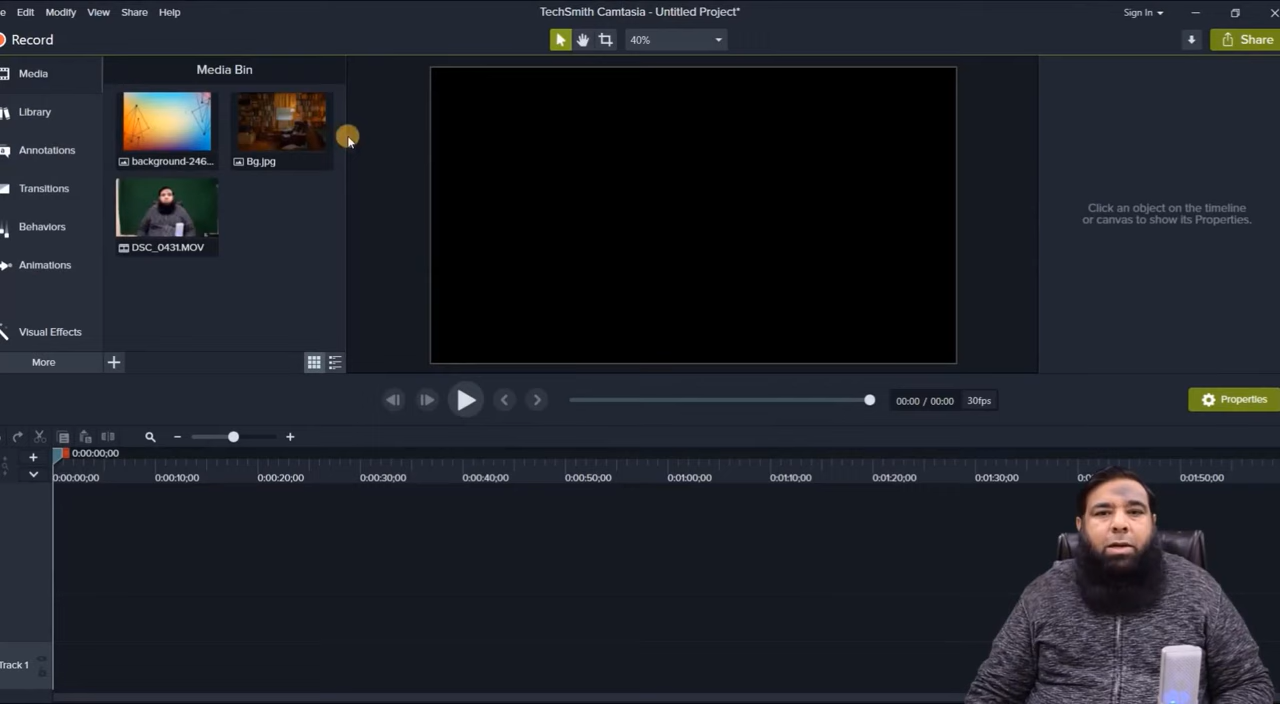 Edit Modify View Share Help
TechSmith Camtasia - Untitled Project*
Sign In
Record
40%
Share
Media
Library
Annotations
Transitions
Behaviors
Animations
Visual Effects
More
Media Bin
background-246...
Bg.jpg
DSC_0431.MOV
Click an object on the timeline
or canvas to show its Properties.
00:00 / 00:00
30fps
Properties
0:00:00;00
0:00:00;00 0:00:10;00 0:00:20;00 0:00:30;00 0:00:40;00 0:00:50;00 0:01:00;00 0:01:10;00 0:01:20;00 0:01:30;00 0:01:50;00
Track 1